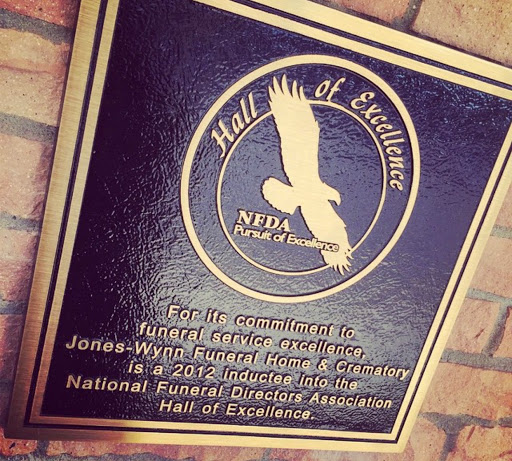 Hall of Excellence
NFDA
Pursuit of Excellence
For its commitment to
funeral service excellence,
Jones-Wynn Funeral Home & Crematory
is a 2012 inductee into the
National Funeral Directors Association
Hall of Excellence.